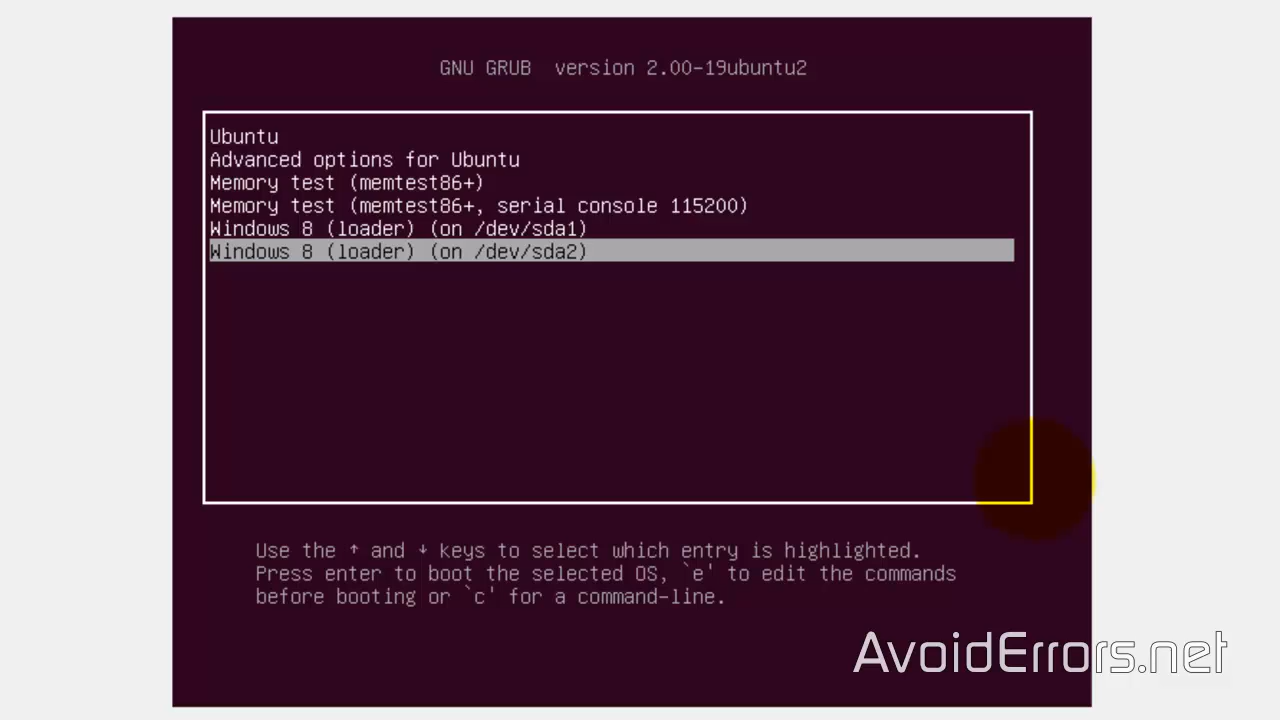 GNU GRUB  version 2.00-19ubuntu2
Ubuntu
Advanced options for Ubuntu
Memory test (memtest86+)
Memory test (memtest86+, serial console 115200)
Windows 8 (loader) (on /dev/sda1)
Windows 8 (loader) (on /dev/sda2)
Use the ↑ and ↓ keys to select which entry is highlighted.
Press enter to boot the selected OS, `e' to edit the commands
before booting or `c' for a command-line.
AvoidErrors.net